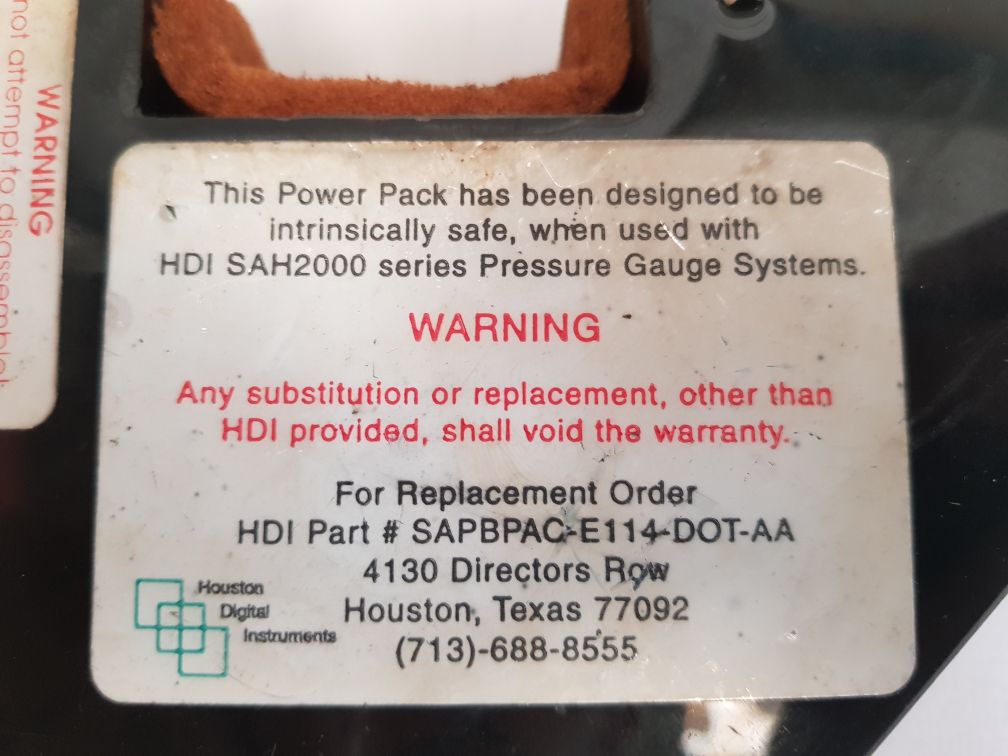 WARNING
not attempt to disassemble!
This Power Pack has been designed to be
intrinsically safe, when used with
HDI SAH2000 series Pressure Gauge Systems.
WARNING
Any substitution or replacement, other than
HDI provided, shall void the warranty.
For Replacement Order
HDI Part # SAPBPAC-E114-DOT-AA
4130 Directors Row
Houston, Texas 77092
(713)-688-8555
Houston
Digital
Instruments